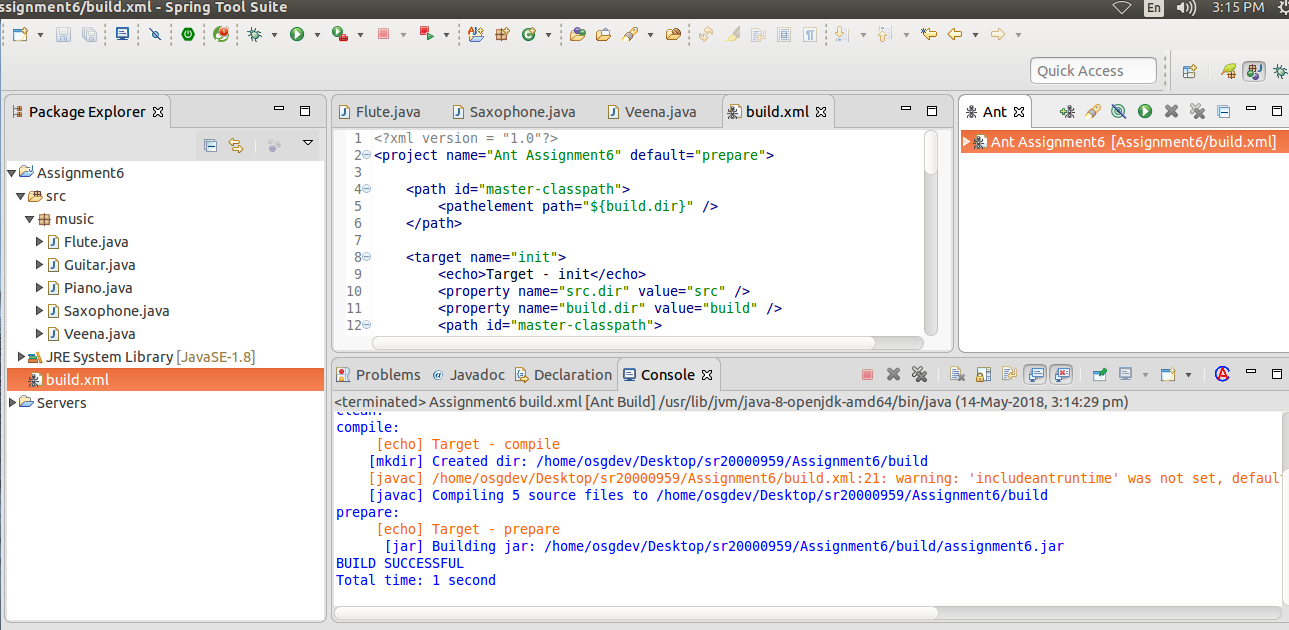 ssignment6/build.xml - Spring Tool Suite
En
3:15 PM
Quick Access
Package Explorer
Assignment6
src
music
Flute.java
Guitar.java
Piano.java
Saxophone.java
Veena.java
JRE System Library [JavaSE-1.8]
build.xml
Servers
Flute.java Saxophone.java Veena.java build.xml
1 <?xml version = "1.0"?>
2 <project name="Ant Assignment6" default="prepare">
3
4 <path id="master-classpath">
5 <pathelement path="${build.dir}" />
6 </path>
7
8 <target name="init">
9 <echo>Target - init</echo>
10 <property name="src.dir" value="src" />
11 <property name="build.dir" value="build" />
12 <path id="master-classpath">
Ant
Ant Assignment6 [Assignment6/build.xml]
Problems @ Javadoc Declaration Console
<terminated> Assignment6 build.xml [Ant Build] /usr/lib/jvm/java-8-openjdk-amd64/bin/java (14-May-2018, 3:14:29 pm)
clean:
compile:
[echo] Target - compile
[mkdir] Created dir: /home/osgdev/Desktop/sr20000959/Assignment6/build
[javac] /home/osgdev/Desktop/sr20000959/Assignment6/build.xml:21: warning: 'includeantruntime' was not set, defaul
[javac] Compiling 5 source files to /home/osgdev/Desktop/sr20000959/Assignment6/build
prepare:
[echo] Target - prepare
[jar] Building jar: /home/osgdev/Desktop/sr20000959/Assignment6/build/assignment6.jar
BUILD SUCCESSFUL
Total time: 1 second